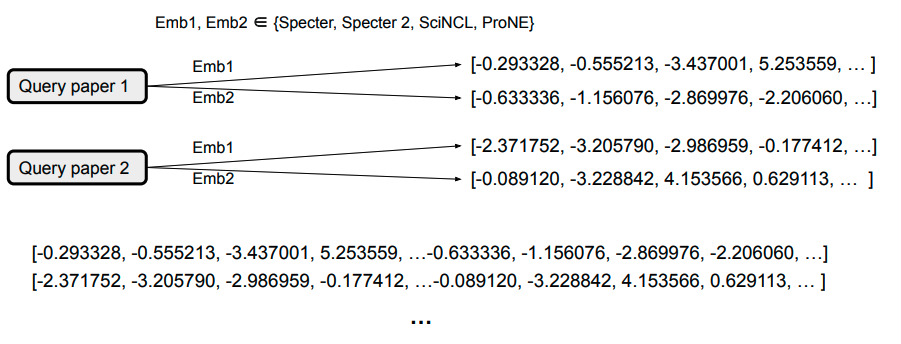 Emb1, Emb2 ∈ {Specter, Specter 2, SciNCL, ProNE}
Emb1
[-0.293328, -0.555213, -3.437001, 5.253559, … ]
Query paper 1
Emb2
[-0.633336, -1.156076, -2.869976, -2.206060, …]
Emb1
[-2.371752, -3.205790, -2.986959, -0.177412, …]
Query paper 2
Emb2
[-0.089120, -3.228842, 4.153566, 0.629113, … ]
[-0.293328, -0.555213, -3.437001, 5.253559, …-0.633336, -1.156076, -2.869976, -2.206060, …]
[-2.371752, -3.205790, -2.986959, -0.177412, …-0.089120, -3.228842, 4.153566, 0.629113, … ]
…